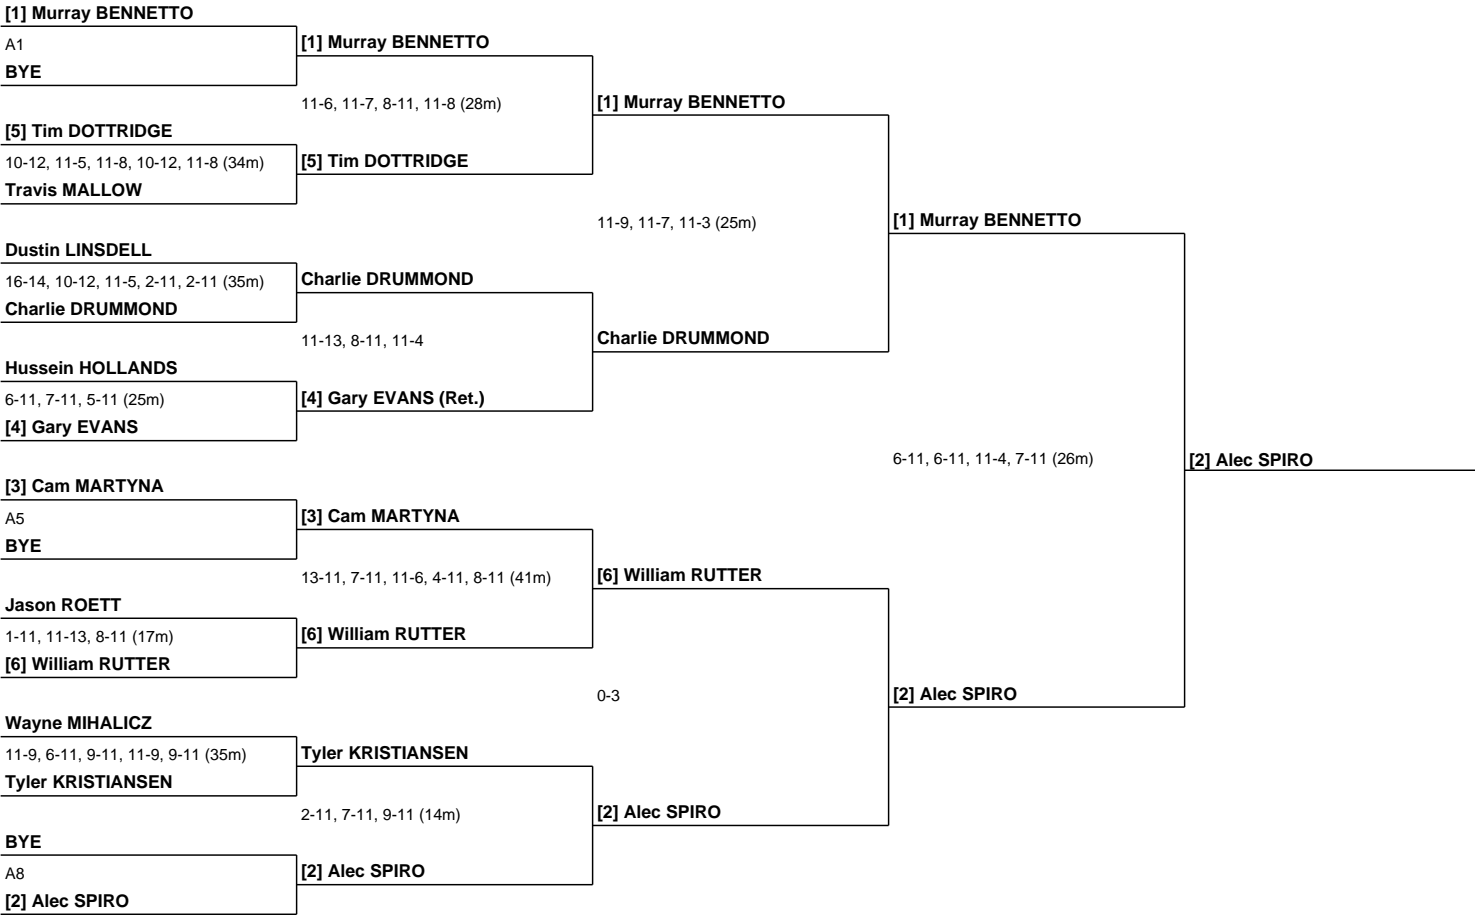 [1] Murray BENNETTO
A1
BYE
[5] Tim DOTTRIDGE
10-12, 11-5, 11-8, 10-12, 11-8 (34m)
Travis MALLOW
Dustin LINSDELL
16-14, 10-12, 11-5, 2-11, 2-11 (35m)
Charlie DRUMMOND
Hussein HOLLANDS
6-11, 7-11, 5-11 (25m)
[4] Gary EVANS
[3] Cam MARTYNA
A5
BYE
Jason ROETT
1-11, 11-13, 8-11 (17m)
[6] William RUTTER
Wayne MIHALICZ
11-9, 6-11, 9-11, 11-9, 9-11 (35m)
Tyler KRISTIANSEN
BYE
A8
[2] Alec SPIRO
[1] Murray BENNETTO
11-6, 11-7, 8-11, 11-8 (28m)
[5] Tim DOTTRIDGE
Charlie DRUMMOND
11-13, 8-11, 11-4
[4] Gary EVANS (Ret.)
[3] Cam MARTYNA
13-11, 7-11, 11-6, 4-11, 8-11 (41m)
[6] William RUTTER
Tyler KRISTIANSEN
2-11, 7-11, 9-11 (14m)
[2] Alec SPIRO
[1] Murray BENNETTO
11-9, 11-7, 11-3 (25m)
Charlie DRUMMOND
[6] William RUTTER
0-3
[2] Alec SPIRO
[1] Murray BENNETTO
6-11, 6-11, 11-4, 7-11 (26m)
[2] Alec SPIRO
[2] Alec SPIRO